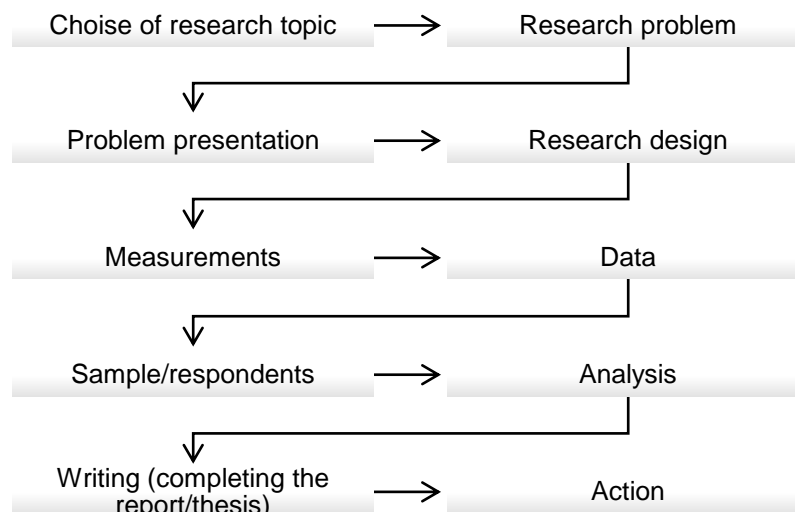 Choise of research topic
Research problem
Problem presentation
Research design
Measurements
Data
Sample/respondents
Analysis
Writing (completing the
report/thesis)
Action